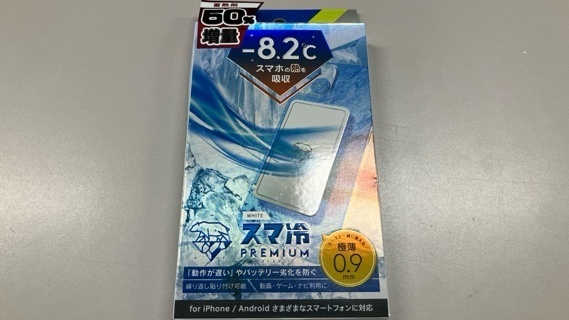 蓄熱剤
60%
増量
-8.2℃
スマホの熱を
吸収
WHITE
スマ冷
PREMIUM
極薄
0.9
mm
「動作が遅い」やバッテリー劣化を防ぐ
繰り返し貼り付け可能 動画・ゲーム・ナビ利用に
for iPhone / Android さまざまなスマートフォンに対応